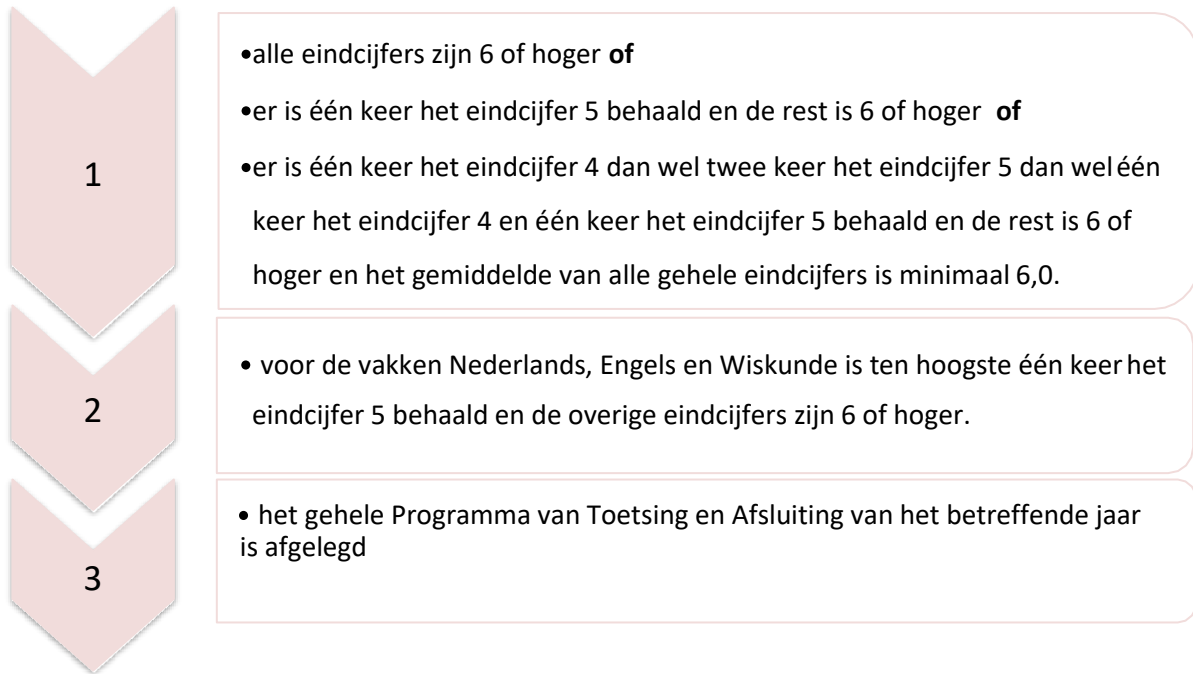 1
•alle eindcijfers zijn 6 of hoger of
•er is één keer het eindcijfer 5 behaald en de rest is 6 of hoger of
•er is één keer het eindcijfer 4 dan wel twee keer het eindcijfer 5 dan wel één
keer het eindcijfer 4 en één keer het eindcijfer 5 behaald en de rest is 6 of
hoger en het gemiddelde van alle gehele eindcijfers is minimaal 6,0.
2
• voor de vakken Nederlands, Engels en Wiskunde is ten hoogste één keer het
eindcijfer 5 behaald en de overige eindcijfers zijn 6 of hoger.
3
• het gehele Programma van Toetsing en Afsluiting van het betreffende jaar
is afgelegd